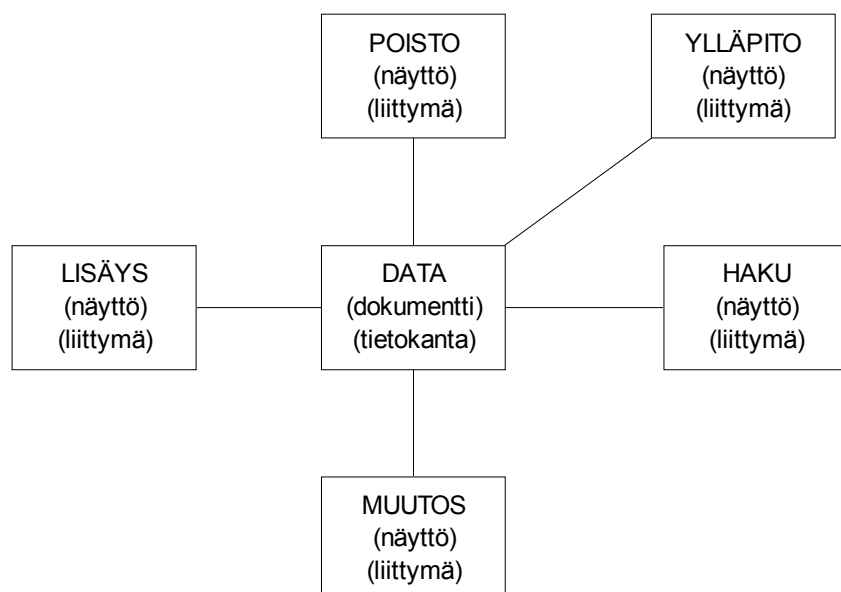 POISTO
(näyttö)
(liittymä)
YLLÄPITO
(näyttö)
(liittymä)
LISÄYS
(näyttö)
(liittymä)
DATA
(dokumentti)
(tietokanta)
HAKU
(näyttö)
(liittymä)
MUUTOS
(näyttö)
(liittymä)